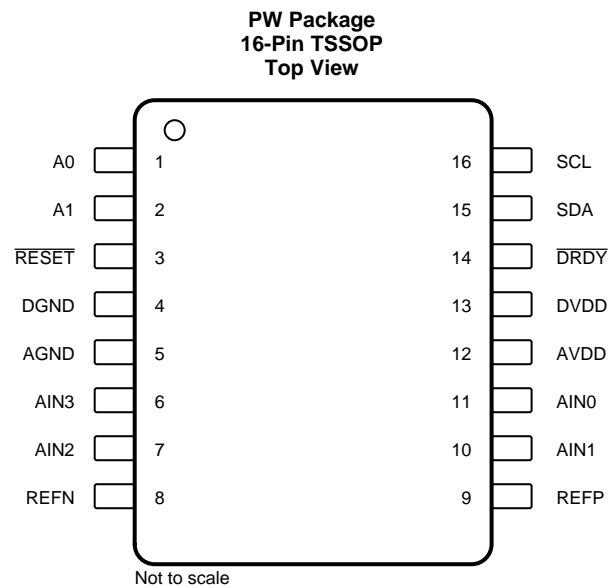 PW Package
16-Pin TSSOP
Top View
A0 1 16 SCL
A1 2 15 SDA
RESET 3 14 DRDY
DGND 4 13 DVDD
AGND 5 12 AVDD
AIN3 6 11 AIN0
AIN2 7 10 AIN1
REFN 8 9 REFP
Not to scale